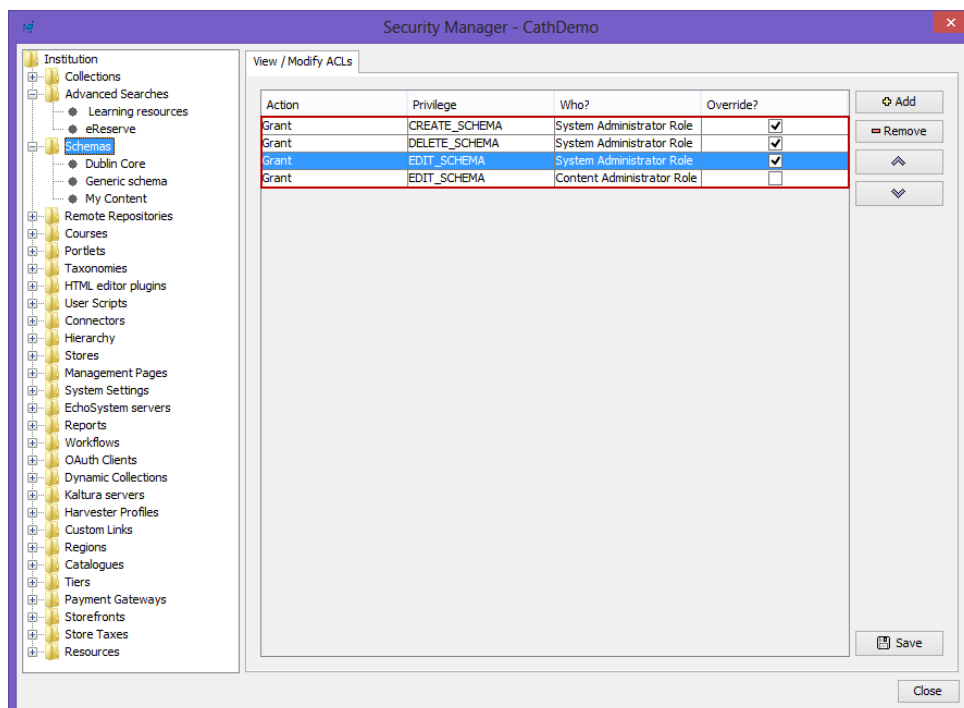 Security Manager - CathDemo
Institution
Collections
Advanced Searches
Learning resources
eReserve
Schemas
Dublin Core
Generic schema
My Content
Remote Repositories
Courses
Portlets
Taxonomies
HTML editor plugins
User Scripts
Connectors
Hierarchy
Stores
Management Pages
System Settings
EchoSystem servers
Reports
Workflows
OAuth Clients
Dynamic Collections
Kaltura servers
Harvester Profiles
Custom Links
Regions
Catalogues
Tiers
Payment Gateways
Storefronts
Store Taxes
Resources
View / Modify ACLs
Action Privilege Who? Override?
Grant CREATE_SCHEMA System Administrator Role
Grant DELETE_SCHEMA System Administrator Role
Grant EDIT_SCHEMA System Administrator Role
Grant EDIT_SCHEMA Content Administrator Role
Add
Remove
Save
Close